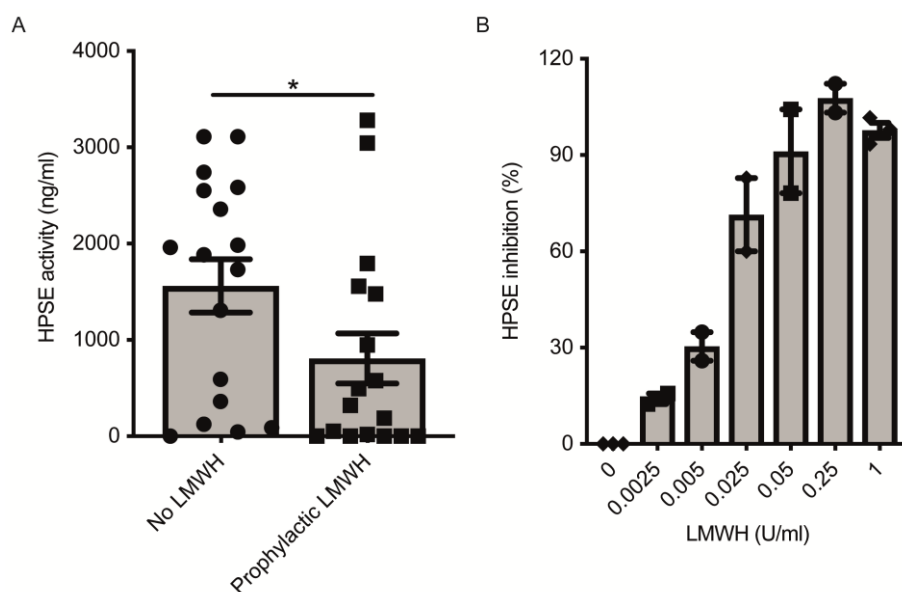 A
HPSE activity (ng/ml)
4000
3000
2000
1000
0
*
No LMWH
Prophylactic LMWH
B
HPSE inhibition (%)
120
90
60
30
0
0
0.0025
0.005
0.025
0.05
0.25
1
LMWH (U/ml)